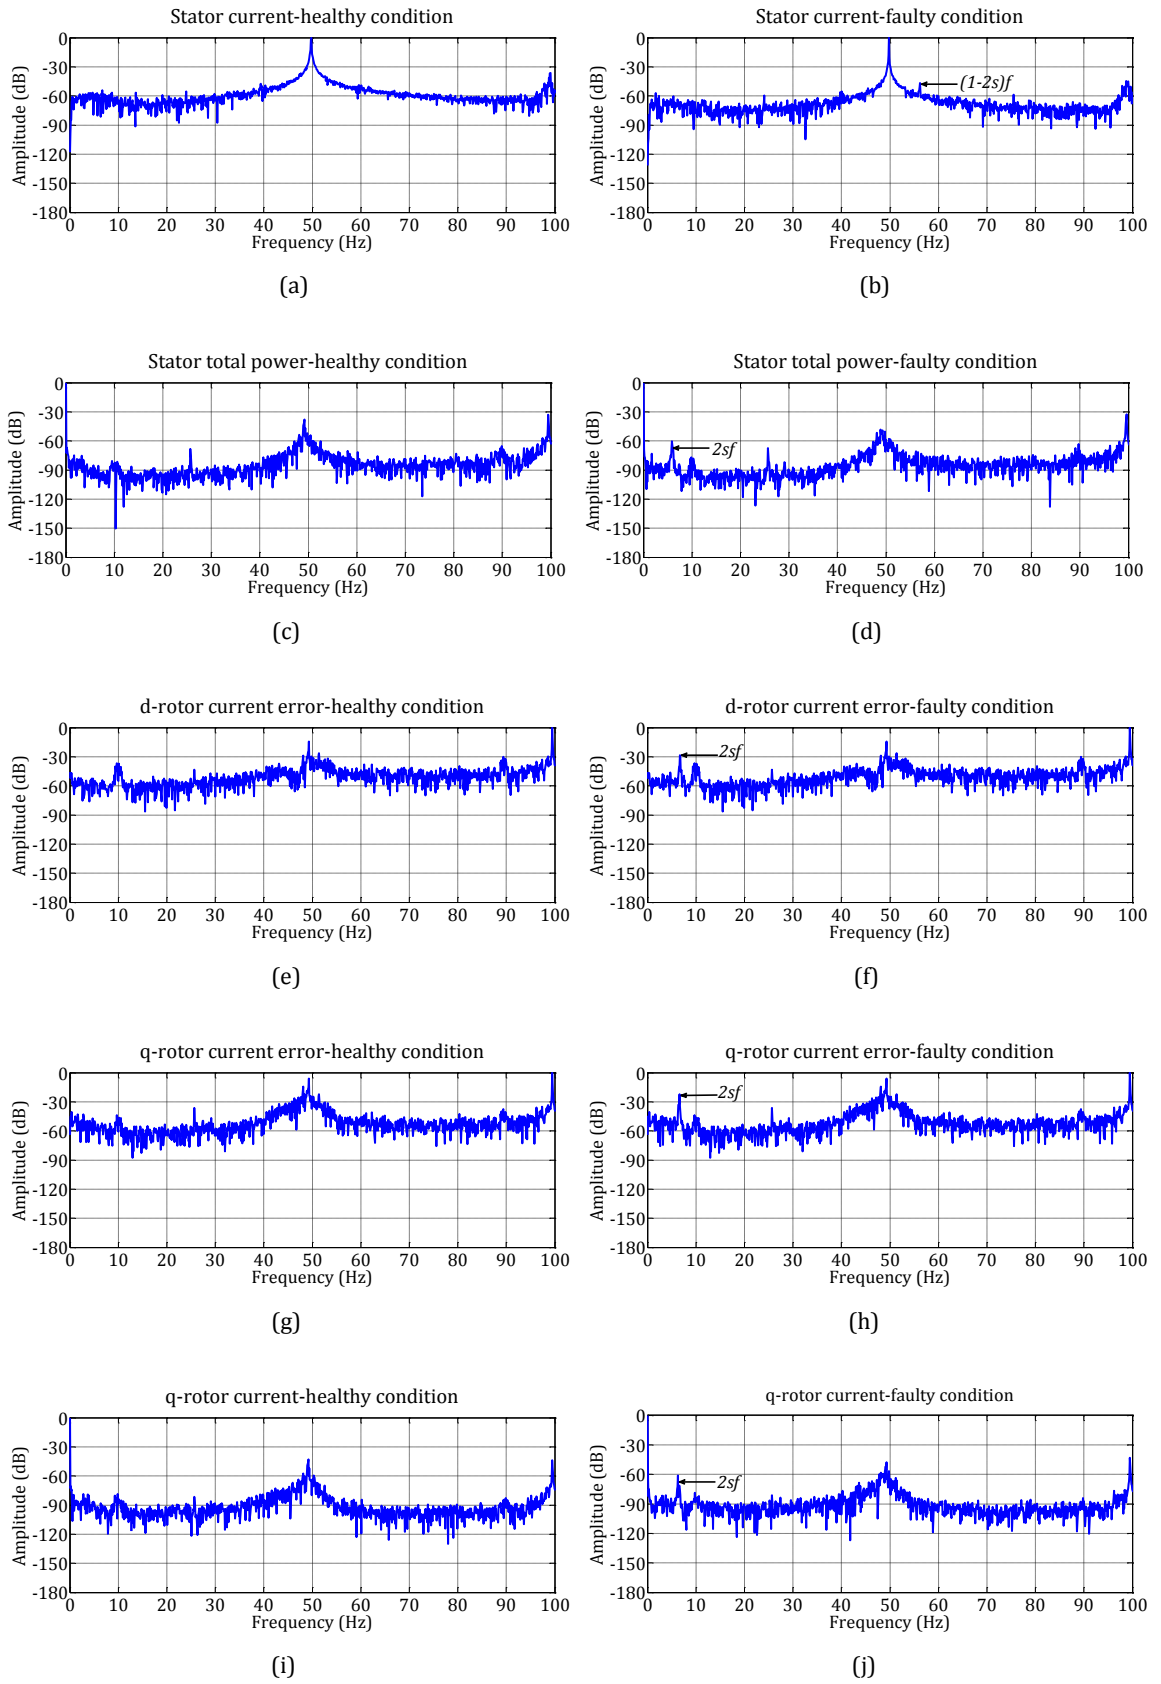 Stator current-healthy condition
Amplitude (dB)
0
-30
-60
-90
-120
-150
-180
0 10 20 30 40 50 60 70 80 90 100
Frequency (Hz)
(a)
Stator current-faulty condition
Amplitude (dB)
0
-30
-60
-90
-120
-150
-180
(1-2s)f
0 10 20 30 40 50 60 70 80 90 100
Frequency (Hz)
(b)
Stator total power-healthy condition
Amplitude (dB)
0
-30
-60
-90
-120
-150
-180
0 10 20 30 40 50 60 70 80 90 100
Frequency (Hz)
(c)
Stator total power-faulty condition
Amplitude (dB)
0
-30
-60
-90
-120
-150
-180
2sf
0 10 20 30 40 50 60 70 80 90 100
Frequency (Hz)
(d)
d-rotor current error-healthy condition
Amplitude (dB)
0
-30
-60
-90
-120
-150
-180
0 10 20 30 40 50 60 70 80 90 100
Frequency (Hz)
(e)
d-rotor current error-faulty condition
Amplitude (dB)
0
-30
-60
-90
-120
-150
-180
2sf
0 10 20 30 40 50 60 70 80 90 100
Frequency (Hz)
(f)
q-rotor current error-healthy condition
Amplitude (dB)
0
-30
-60
-90
-120
-150
-180
0 10 20 30 40 50 60 70 80 90 100
Frequency (Hz)
(g)
q-rotor current error-faulty condition
Amplitude (dB)
0
-30
-60
-90
-120
-150
-180
2sf
0 10 20 30 40 50 60 70 80 90 100
Frequency (Hz)
(h)
q-rotor current-healthy condition
Amplitude (dB)
0
-30
-60
-90
-120
-150
-180
0 10 20 30 40 50 60 70 80 90 100
Frequency (Hz)
(i)
q-rotor current-faulty condition
Amplitude (dB)
0
-30
-60
-90
-120
-150
-180
2sf
0 10 20 30 40 50 60 70 80 90 100
Frequency (Hz)
(j)